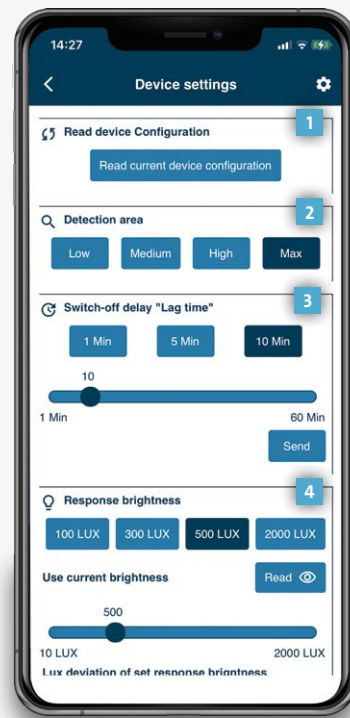 14:27
Device settings
1
Read device Configuration
Read current device configuration
2
Detection area
Low Medium High Max
3
Switch-off delay "Lag time"
1 Min 5 Min 10 Min
10
1 Min 60 Min
Send
4
Response brightness
100 LUX 300 LUX 500 LUX 2000 LUX
Use current brightness Read
500
10 LUX 2000 LUX
Lux deviation of set response brightness